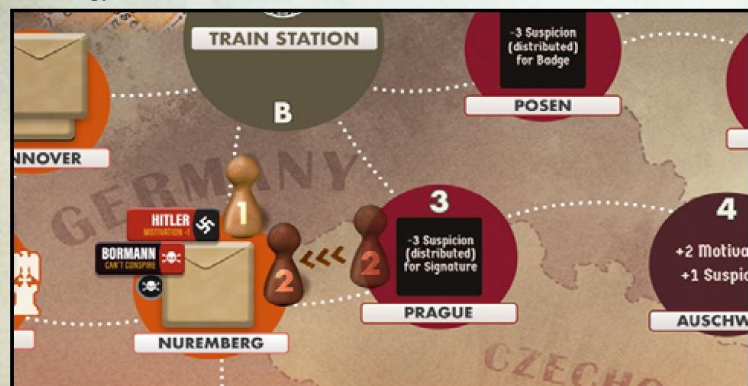 TRAIN STATION
B
-3 Suspicion
(distributed)
for Badge
POSEN
NNOVER
GERMANY
HITLER
MOTIVATION -1
1
BORMANN
CAN'T CONSPIRE
2
2
3
-3 Suspicion
(distributed)
for Signature
PRAGUE
4
+2 Motiva
+1 Suspic
AUSCHW
NUREMBERG
CZECHO